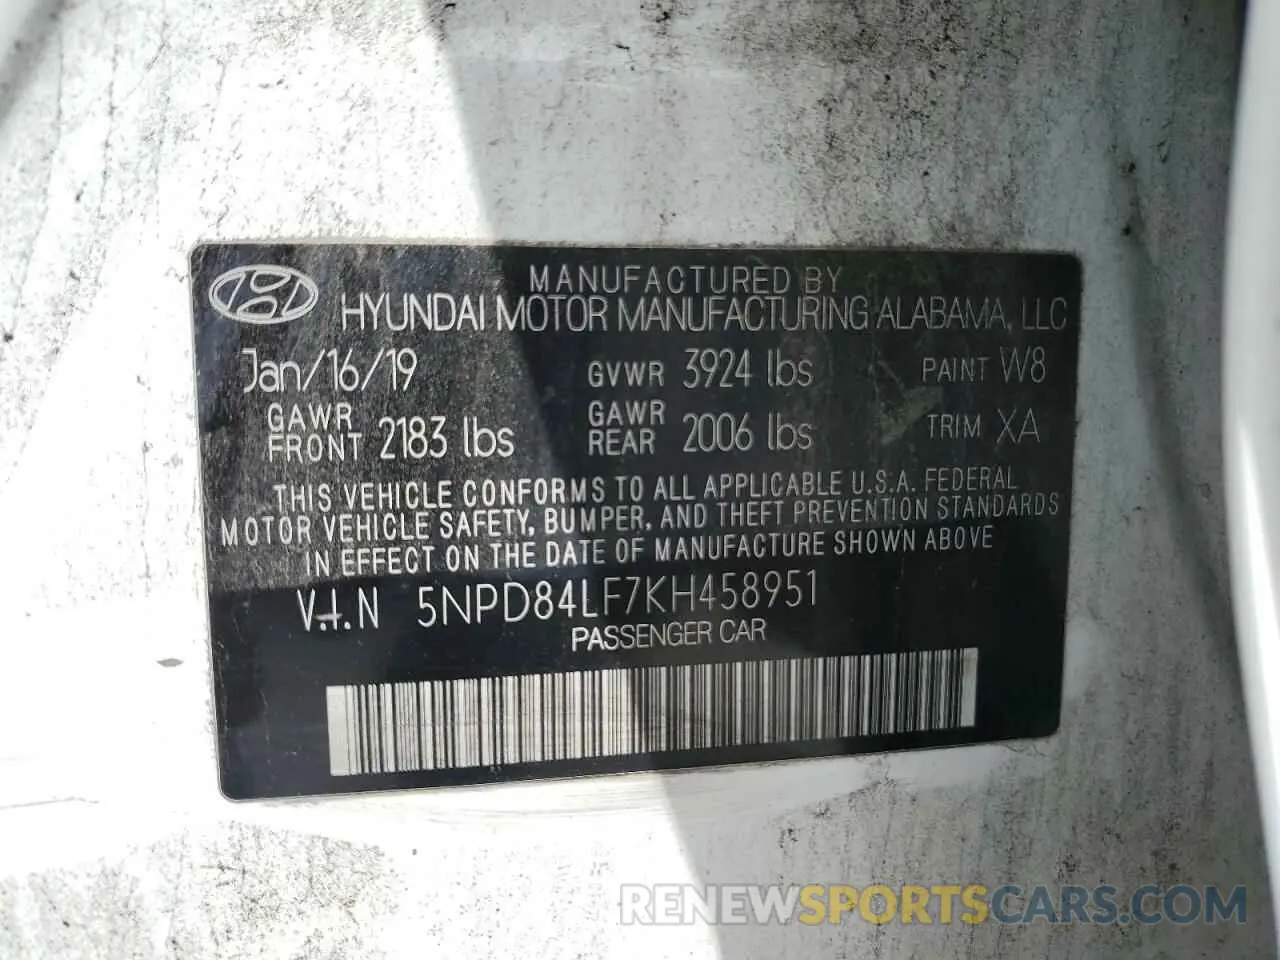 MANUFACTURED BY
HYUNDAI MOTOR MANUFACTURING ALABAMA, LLC
Jan/16/19 GVWR 3924 lbs PAINT W8
GAWR FRONT 2183 lbs GAWR REAR 2006 lbs TRIM XA
THIS VEHICLE CONFORMS TO ALL APPLICABLE U.S.A. FEDERAL
MOTOR VEHICLE SAFETY, BUMPER, AND THEFT PREVENTION STANDARDS
IN EFFECT ON THE DATE OF MANUFACTURE SHOWN ABOVE
V.I.N 5NPD84LF7KH458951
PASSENGER CAR
RENEWSPORTSCARS.COM